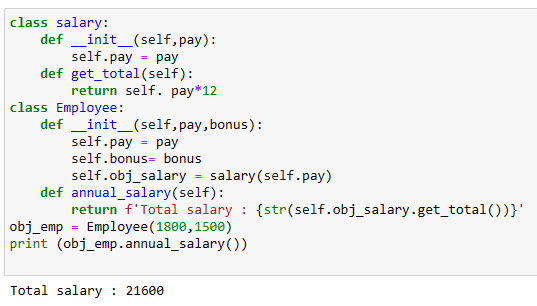 class salary:
    def __init__(self,pay):
        self.pay = pay
    def get_total(self):
        return self. pay*12
class Employee:
    def __init__(self,pay,bonus):
        self.pay = pay
        self.bonus= bonus
        self.obj_salary = salary(self.pay)
    def annual_salary(self):
        return f'Total salary : {str(self.obj_salary.get_total())}'
obj_emp = Employee(1800,1500)
print (obj_emp.annual_salary())
Total salary : 21600